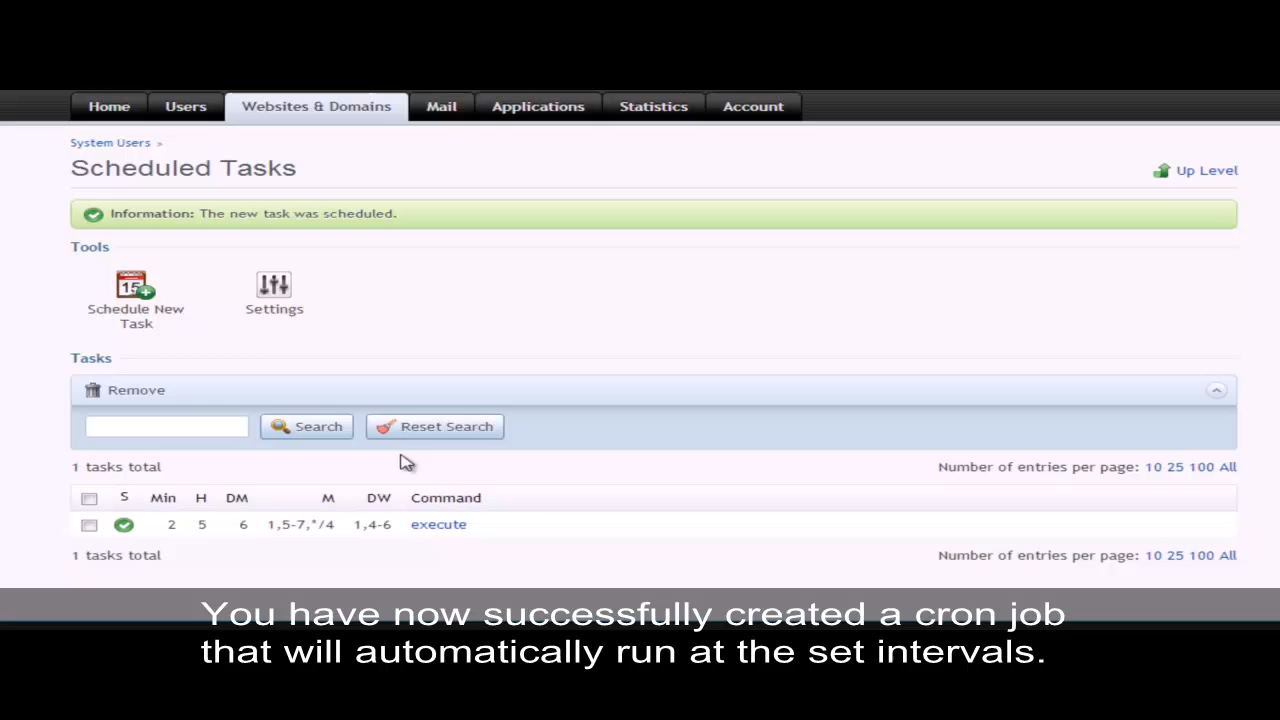 Home Users Websites & Domains Mail Applications Statistics Account
System Users >
Scheduled Tasks
Up Level
Information: The new task was scheduled.
Tools
15
Schedule New
Task
Settings
Tasks
Remove
Search Reset Search
1 tasks total Number of entries per page: 10 25 100 All
S Min H DM M DW Command
2 5 6 1,5-7,*/4 1,4-6 execute
1 tasks total Number of entries per page: 10 25 100 All
You have now successfully created a cron job
that will automatically run at the set intervals.